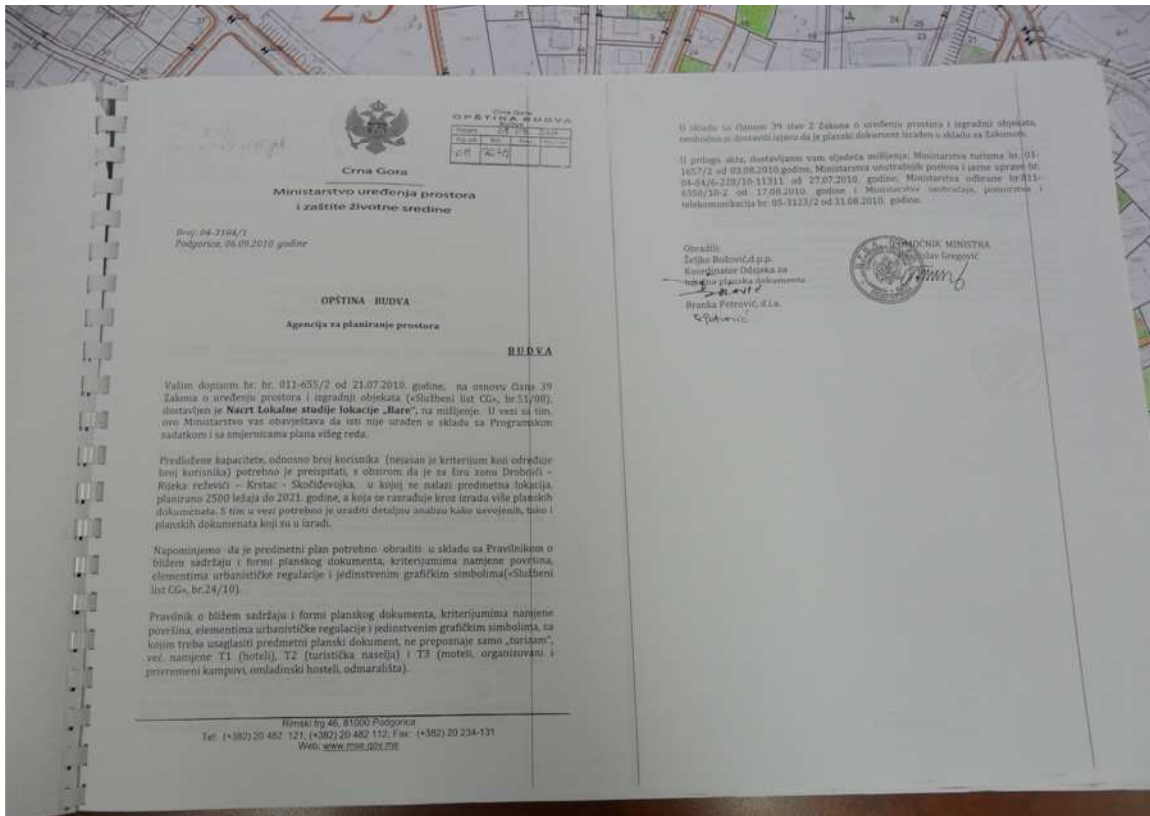 Crna Gora
OPŠTINA BUDVA
Crna Gora
Ministarstvo uređenja prostora
i zaštite životne sredine
Broj: 04-3184/1
Podgorica, 06.09.2010. godine
OPŠTINA BUDVA
Agencija za planiranje prostora
BUDVA
Vašim dopisom br. br. 011-655/2 od 21.07.2010. godine, na osnovu člana 39
Zakona o uređenju prostora i izgradnji objekata («Službeni list CG», br.51/08),
dostavljen je Nacrt Lokalne studije lokacije „Bare“, na mišljenje. U vezi sa tim,
ovo Ministarstvo vas obavještava da isti nije urađen u skladu sa Programskim
zadatkom i sa smjernicama plana višeg reda.
Predložene kapacitete, odnosno broj korisnika (nejasan je kriterijum koji određuje
broj korisnika) potrebno je preispitati, s obzirom da je za širu zonu Drobnići –
Rijeka reževići – Krstac - Skočiđevojka, u kojoj se nalazi predmetna lokacija,
planirano 2500 ležaja do 2021. godine, a koja se razrađuje kroz izradu više planskih
dokumenata. S tim u vezi potrebno je uraditi detaljnu analizu kako usvojenih, tako i
planskih dokumenata koji su u izradi.
Napominjemo da je predmetni plan potrebno obraditi u skladu sa Pravilnikom o
bližem sadržaju i formi planskog dokumenta, kriterijumima namjene površina,
elementima urbanističke regulacije i jedinstvenim grafičkim simbolima(«Službeni
list CG», br.24/10).
Pravilnik o bližem sadržaju i formi planskog dokumenta, kriterijumima namjene
površina, elementima urbanističke regulacije i jedinstvenim grafičkim simbolima, sa
kojim treba usaglasiti predmetni planski dokument, ne prepoznaje samo „turizam“,
već namjene T1 (hoteli), T2 (turistička naselja) i T3 (moteli, organizovani i
privremeni kampovi, omladinski hosteli, odmarališta).
Rimski trg 46, 81000 Podgorica
Tel: (+382) 20 482 121, (+382) 20 482 112; Fax: (+382) 20 234-131
Web: www.mse.gov.me
U skladu sa članom 39 stav 2 Zakona o uređenju prostora i izgradnji objekata,
neohodno je dostaviti izjavu da je planski dokument izrađen u skladu sa Zakonom.
U prilogu akta, dostavljamo vam sljedeća mišljenja: Ministarstva turizma br. 01-
1657/2 od 03.08.2010.godine, Ministarstva unutrašnjih poslova i javne uprave br.
04-04/6-228/10-11311 od 27.07.2010. godine, Ministarstva odbrane br.811-
6350/10-2 od 17.08.2010. godine i Ministarstva saobraćaja, pomorstva i
telekomunikacija br. 05-3123/2 od 31.08.2010. godine.
Obradili:
Željko Božović,d.p.p.
Koordinator Odsjeka za
lokalna planska dokumenta
Branka Petrović, d.i.a.
POMOĆNIK MINISTRA
Gregović